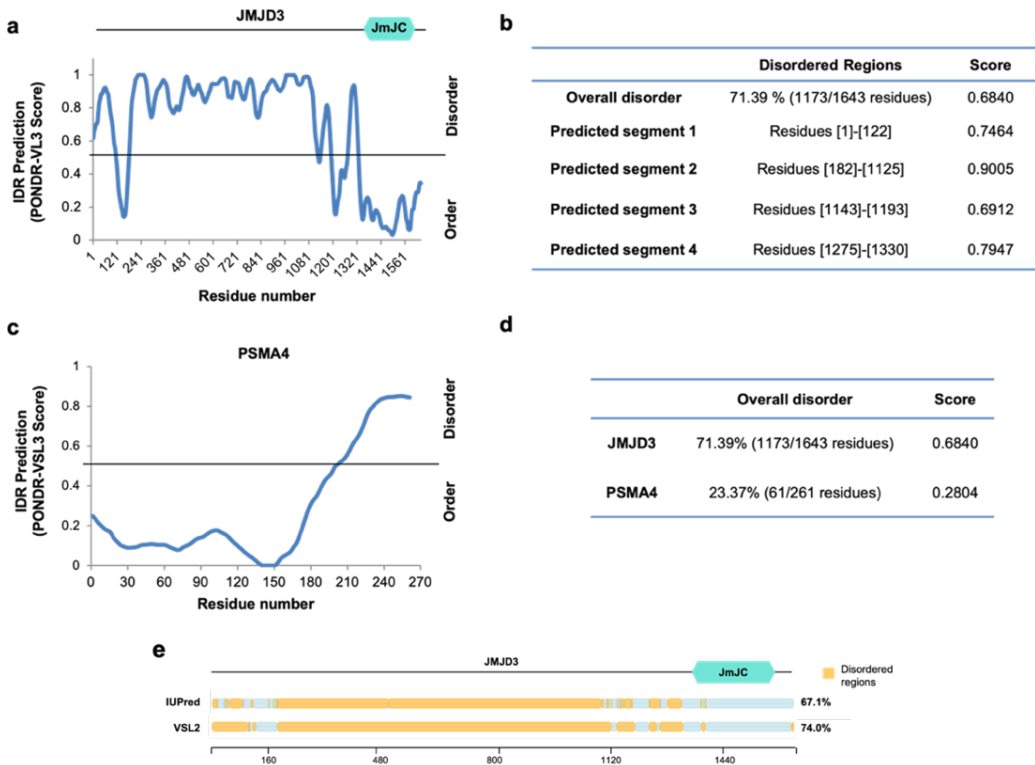 a
JMJD3
JmJC
IDR Prediction
(PONDR-VL3 Score)
1
0.8
0.6
0.4
0.2
0
Disorder
Order
1
121
241
361
481
601
721
841
961
1081
1201
1321
1441
1561
Residue number
b
Disordered Regions Score
Overall disorder 71.39 % (1173/1643 residues) 0.6840
Predicted segment 1 Residues [1]-[122] 0.7464
Predicted segment 2 Residues [182]-[1125] 0.9005
Predicted segment 3 Residues [1143]-[1193] 0.6912
Predicted segment 4 Residues [1275]-[1330] 0.7947
c
PSMA4
IDR Prediction
(PONDR-VSL3 Score)
1
0.8
0.6
0.4
0.2
0
Disorder
Order
0 30 60 90 120 150 180 210 240 270
Residue number
d
Overall disorder Score
JMJD3 71.39% (1173/1643 residues) 0.6840
PSMA4 23.37% (61/261 residues) 0.2804
e
JMJD3
JmJC
Disordered
regions
IUPred 67.1%
VSL2 74.0%
160 480 800 1120 1440